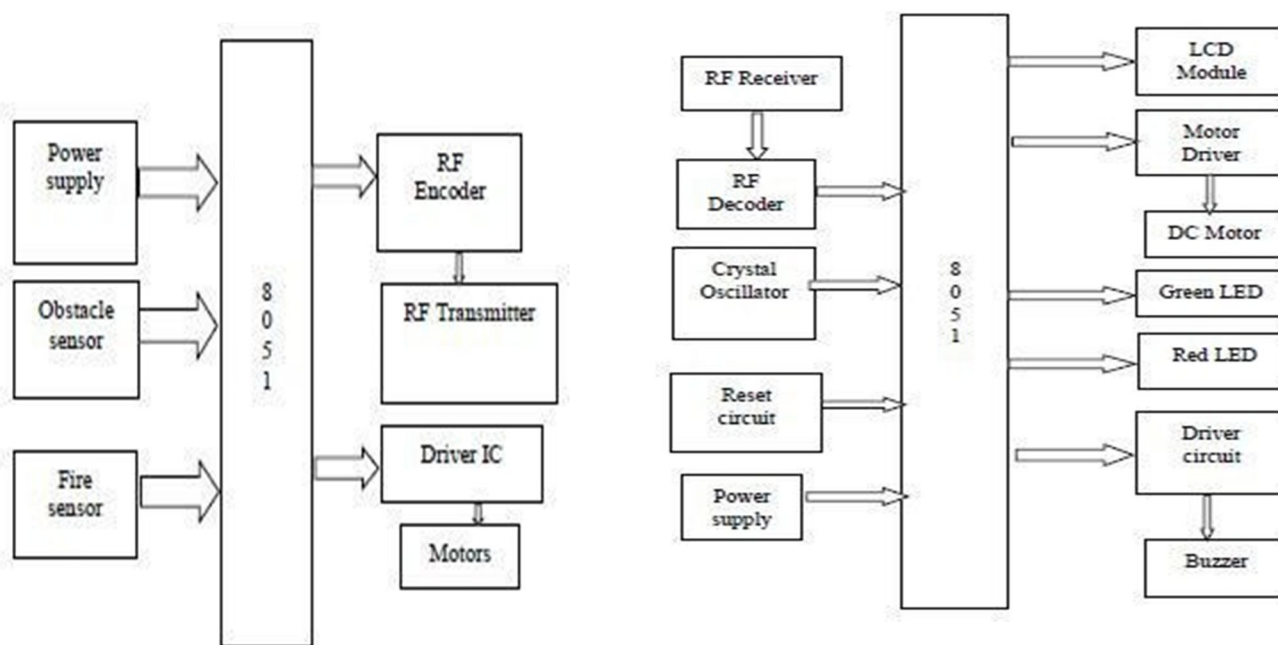 Power
supply
Obstacle
sensor
Fire
sensor
8
0
5
1
RF
Encoder
RF Transmitter
Driver IC
Motors
RF Receiver
RF
Decoder
Crystal
Oscillator
Reset
circuit
Power
supply
8
0
5
1
LCD
Module
Motor
Driver
DC Motor
Green LED
Red LED
Driver
circuit
Buzzer